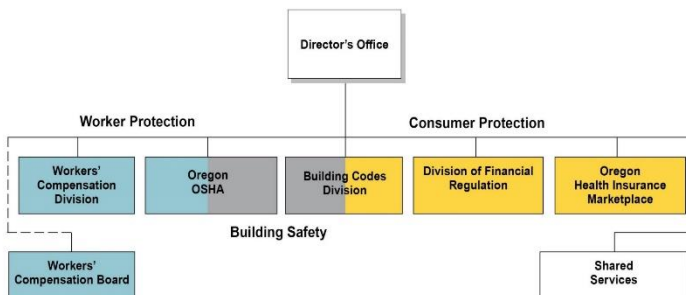 Director's Office
Worker Protection
Consumer Protection
Workers'
Compensation
Division
Oregon
OSHA
Building Codes
Division
Division of Financial
Regulation
Oregon
Health Insurance
Marketplace
Building Safety
Workers'
Compensation Board
Shared
Services